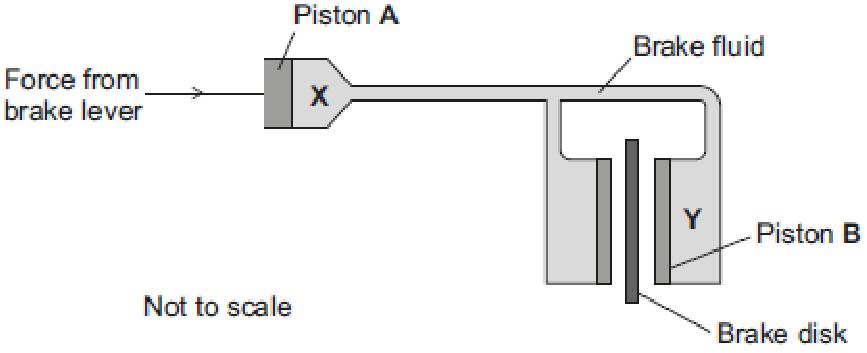 Piston A
Brake fluid
Force from
brake lever
X
Y
Piston B
Not to scale
Brake disk